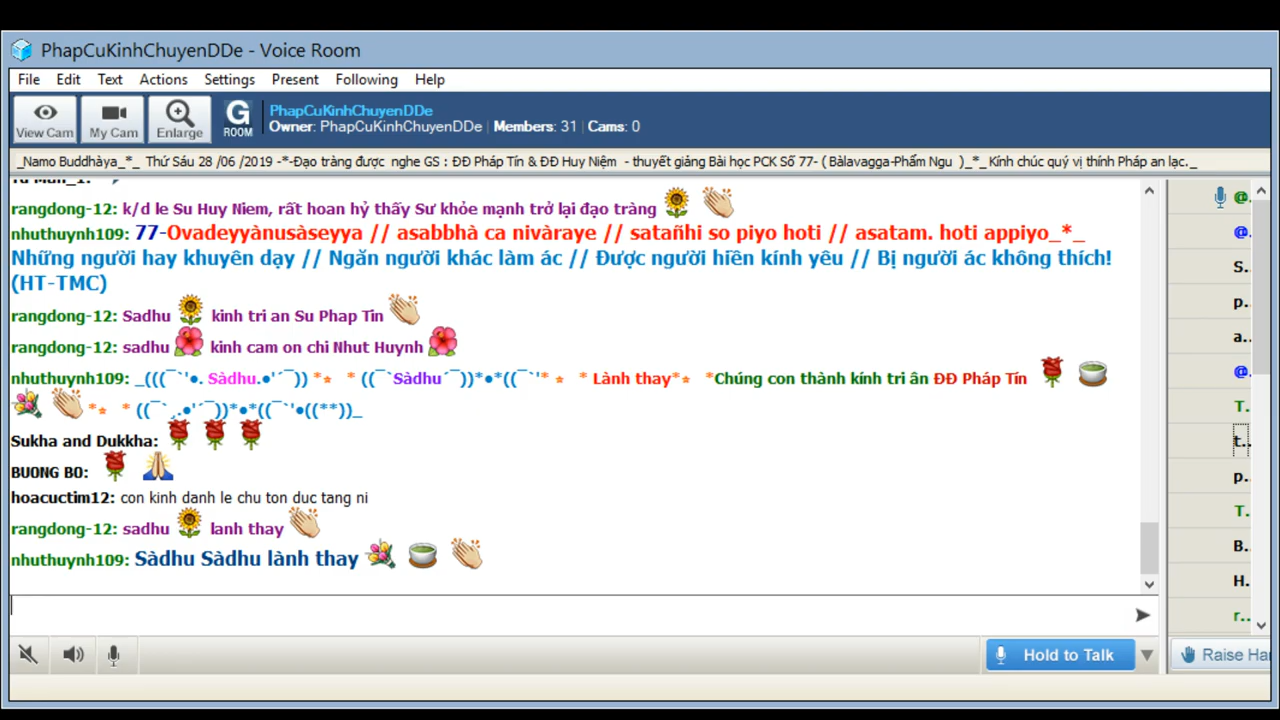 PhapCuKinhChuyenDDe - Voice Room
File Edit Text Actions Settings Present Following Help
View Cam My Cam Enlarge G ROOM
PhapCuKinhChuyenDDe
Owner: PhapCuKinhChuyenDDe | Members: 31 | Cams: 0
_Namo Buddhàya_*_ Thứ Sáu 28 /06 /2019 -*-Đạo tràng được nghe GS : ĐĐ Pháp Tín & ĐĐ Huy Niệm - thuyết giảng Bài học PCK Số 77- ( Bàlavagga-Phẩm Ngu )_*_ Kính chúc quý vị thính Pháp an lạc._
rangdong-12: k/d le Su Huy Niem, rất hoan hỷ thấy Sư khỏe mạnh trở lại đạo tràng
nhuthuynh109: 77-Ovadeyyànusàseyya // asabbhà ca nivàraye // satañhi so piyo hoti // asatam. hoti appiyo_*_
Những người hay khuyên dạy // Ngăn người khác làm ác // Được người hiền kính yêu // Bị người ác không thích!
(HT-TMC)
rangdong-12: Sadhu kinh tri an Su Phap Tin
rangdong-12: sadhu kinh cam on chi Nhut Huynh
nhuthuynh109: _(((¯`'•. Sàdhu.•'´¯)) *⋆ * ((¯`Sàdhu´¯))*•*((¯`'* ⋆ * Lành thay*⋆ *Chúng con thành kính tri ân ĐĐ Pháp Tín
*⋆ * ((¯`¸.•'´¯))*•*((¯`'•((**))_
Sukha and Dukkha:
BUONG BO:
hoacuctim12: con kinh danh le chu ton duc tang ni
rangdong-12: sadhu lanh thay
nhuthuynh109: Sàdhu Sàdhu lành thay
@.
@.
S..
p..
a..
@.
T.
t..
p..
T.
B..
H..
r..
Hold to Talk
Raise Ha